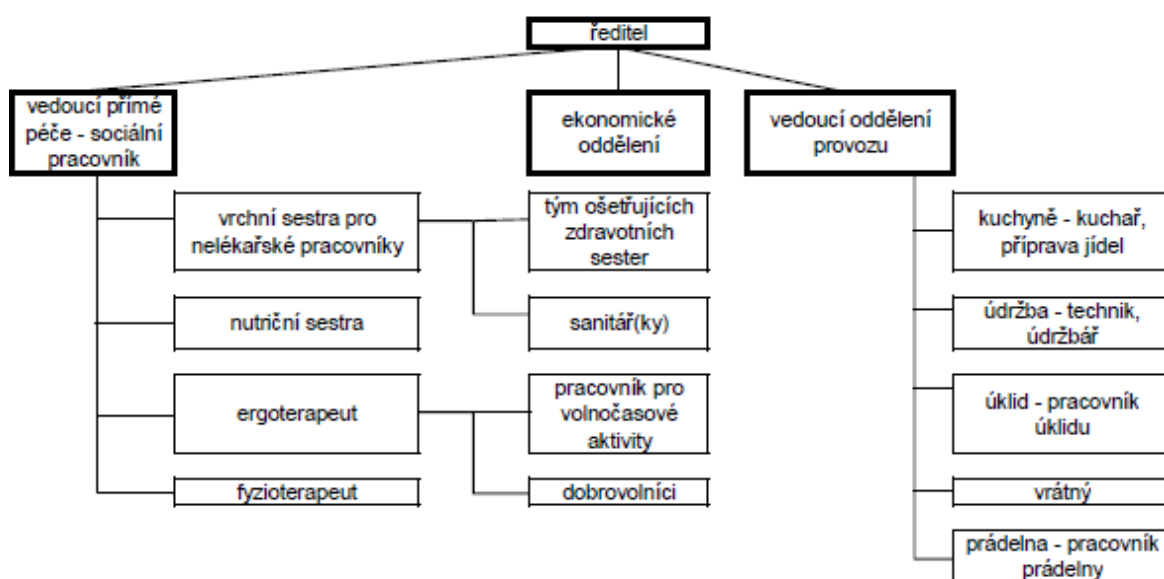 ředitel
vedoucí přímé
péče - sociální
pracovník
ekonomické
oddělení
vedoucí oddělení
provozu
vrchní sestra pro
nelékařské pracovníky
tým ošetřujících
zdravotních
sester
kuchyně - kuchař,
příprava jídel
nutriční sestra
sanitář(ky)
údržba - technik,
údržbář
ergoterapeut
pracovník pro
volnočasové
aktivity
úklid - pracovník
úklidu
fyzioterapeut
dobrovolníci
vrátný
prádelna - pracovník
prádelny